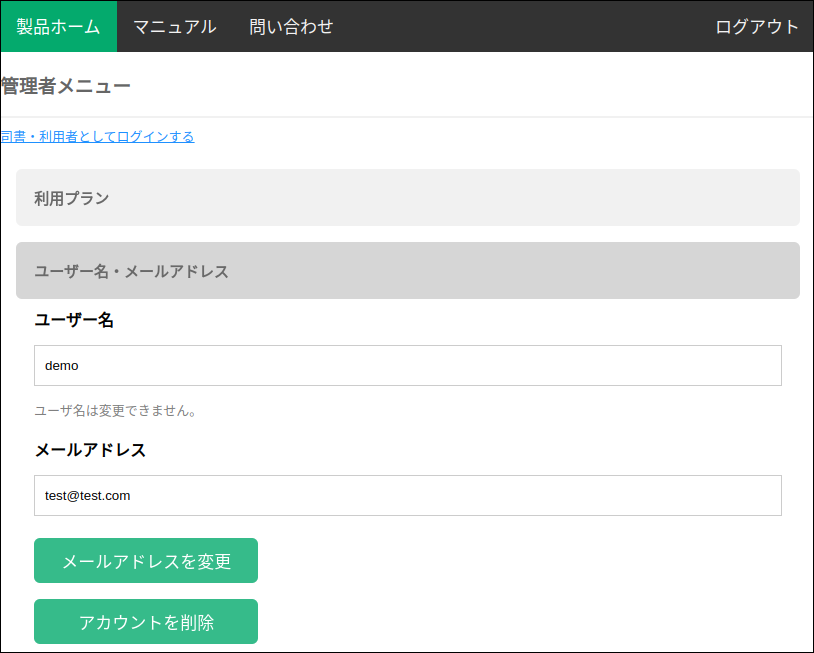 製品ホーム マニュアル 問い合わせ ログアウト
管理者メニュー
司書・利用者としてログインする
利用プラン
ユーザー名・メールアドレス
ユーザー名
demo
ユーザ名は変更できません。
メールアドレス
test@test.com
メールアドレスを変更
アカウントを削除